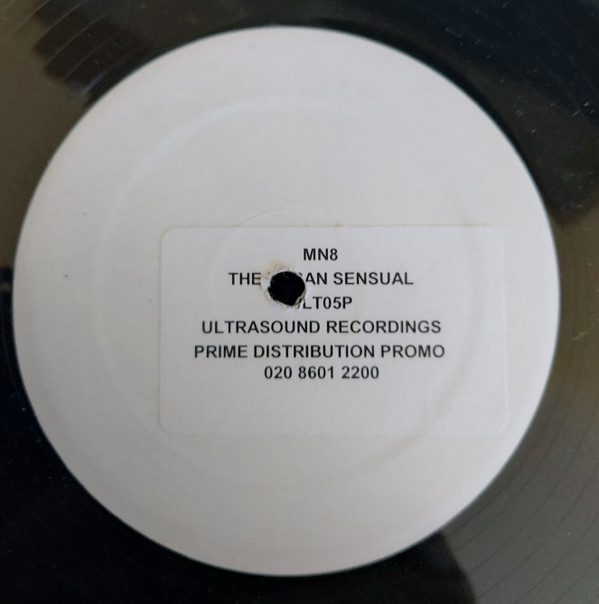 MN8
THE SENSUAL
ULTRASOUND RECORDINGS
PRIME DISTRIBUTION PROMO
020 8601 2200